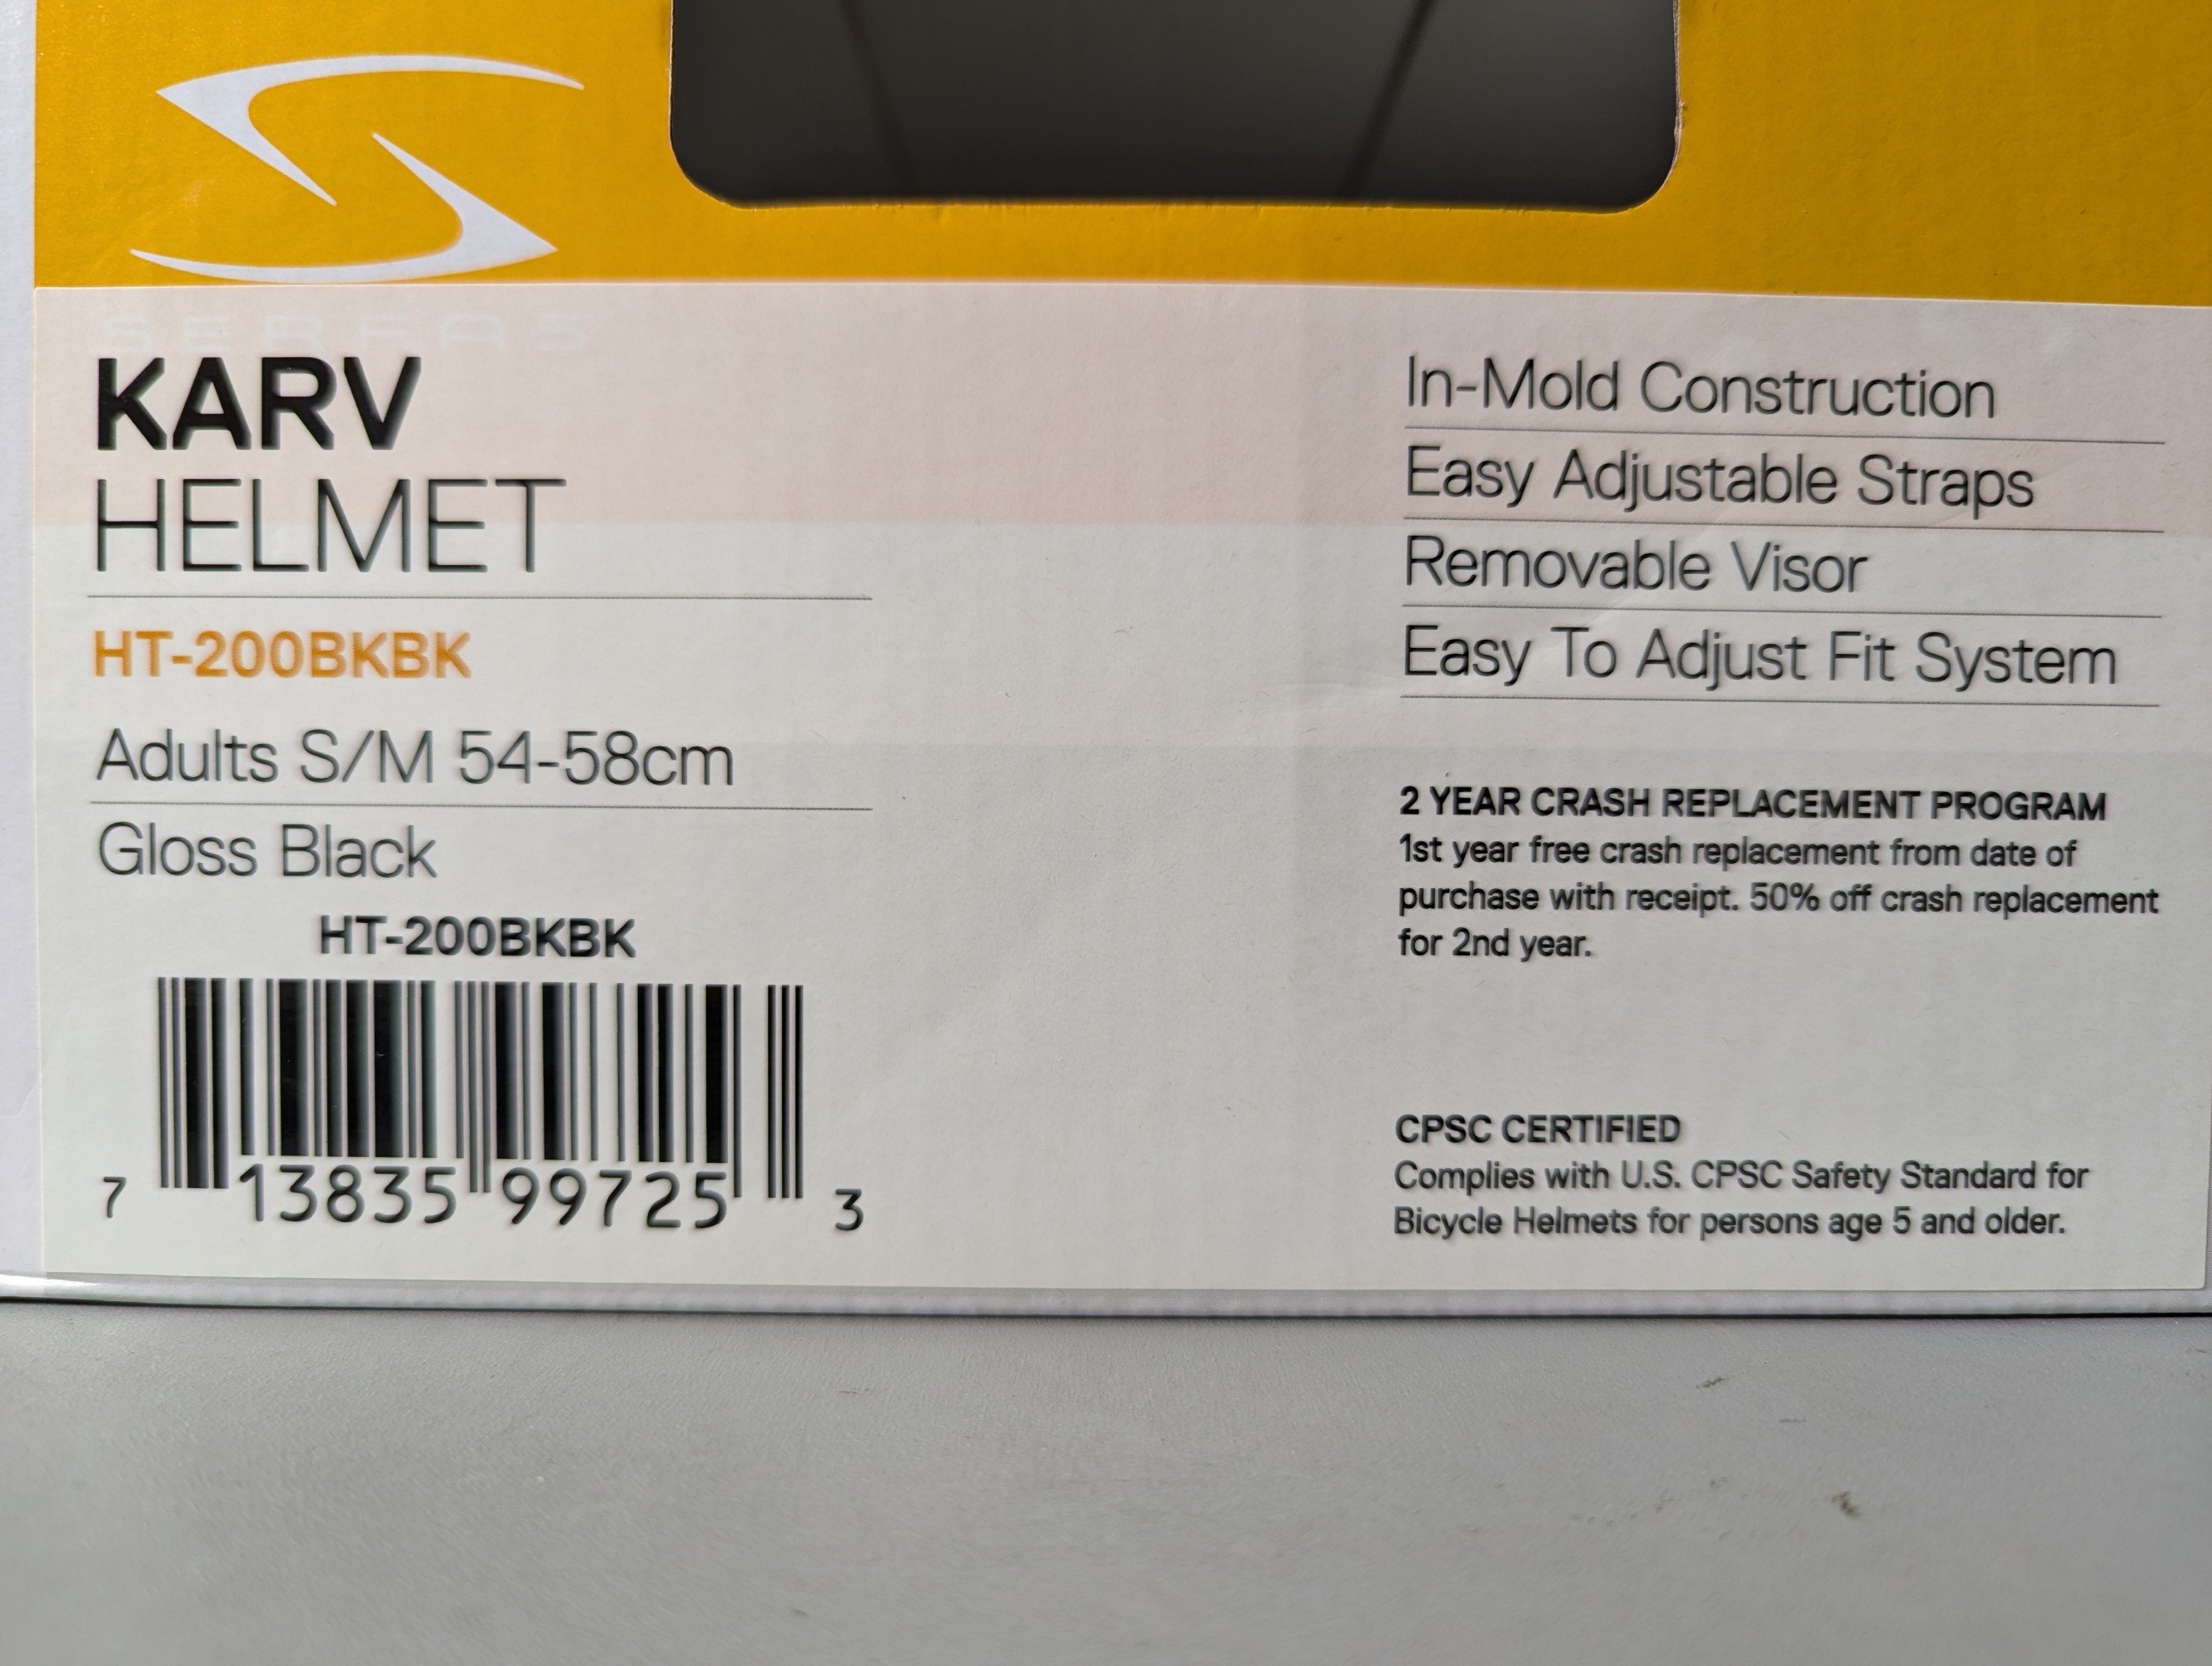 SERFAS
KARV
HELMET
HT-200BKBK
Adults S/M 54-58cm
Gloss Black
HT-200BKBK
7 13835 99725 3
In-Mold Construction
Easy Adjustable Straps
Removable Visor
Easy To Adjust Fit System
2 YEAR CRASH REPLACEMENT PROGRAM
1st year free crash replacement from date of
purchase with receipt. 50% off crash replacement
for 2nd year.
CPSC CERTIFIED
Complies with U.S. CPSC Safety Standard for
Bicycle Helmets for persons age 5 and older.